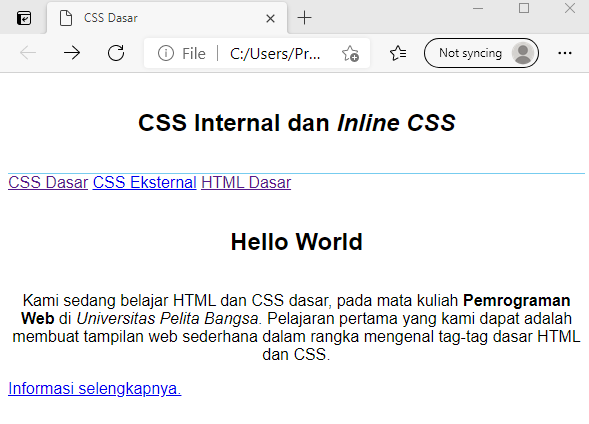 CSS Dasar
File
C:/Users/Pr...
Not syncing
CSS Internal dan Inline CSS
CSS Dasar CSS Eksternal HTML Dasar
Hello World
Kami sedang belajar HTML dan CSS dasar, pada mata kuliah Pemrograman
Web di Universitas Pelita Bangsa. Pelajaran pertama yang kami dapat adalah
membuat tampilan web sederhana dalam rangka mengenal tag-tag dasar HTML
dan CSS.
Informasi selengkapnya.